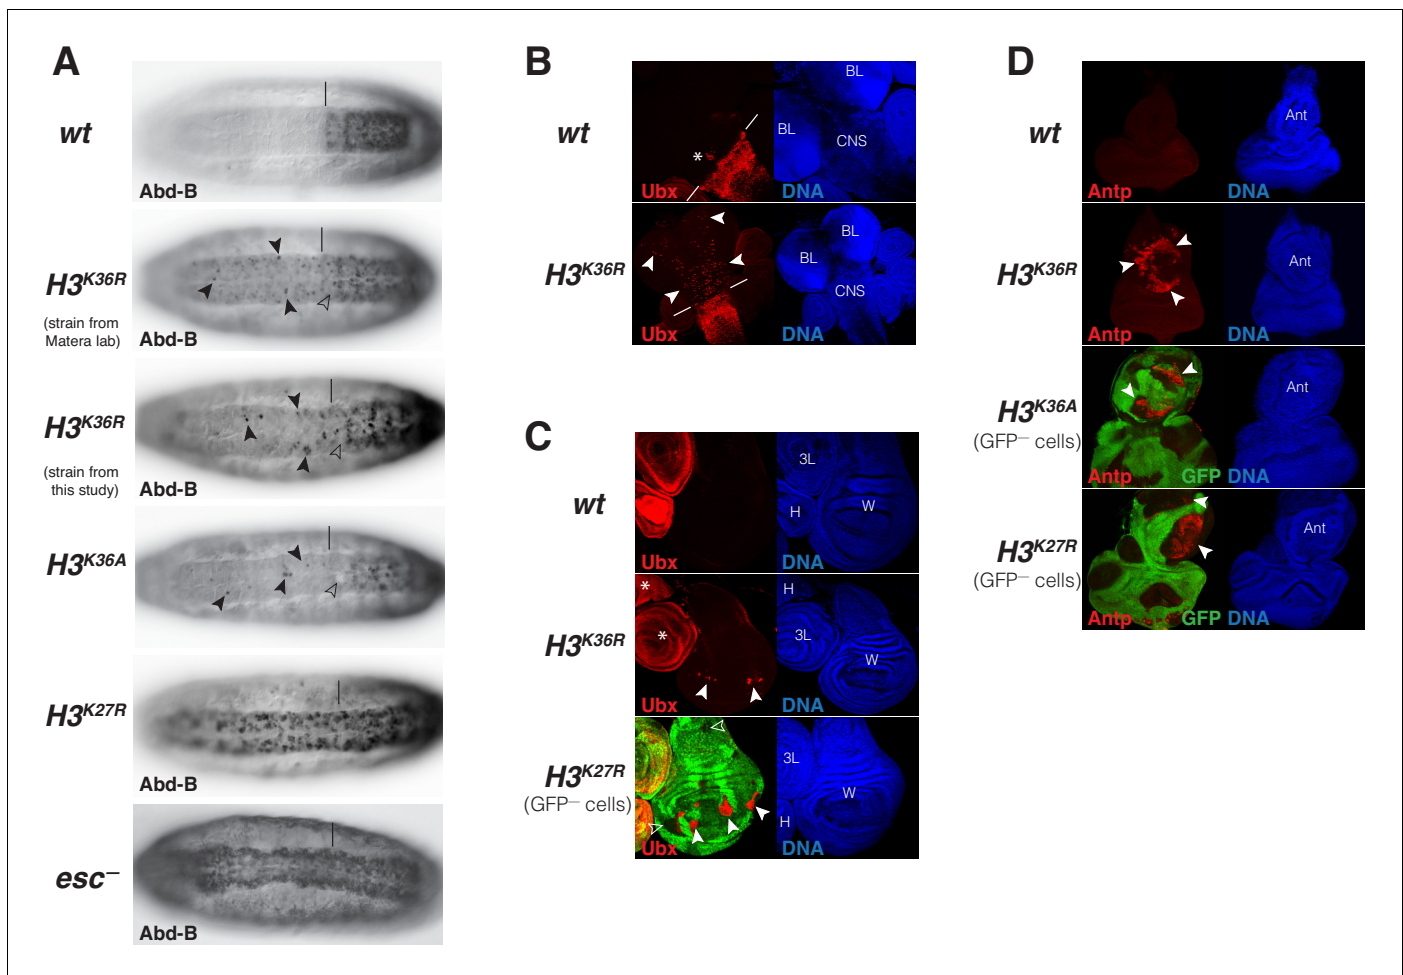 A
wt
Abd-B
H3K36R
(strain from
Matera lab)
Abd-B
H3K36R
(strain from
this study)
Abd-B
H3K36A
Abd-B
H3K27R
Abd-B
esc–
Abd-B
B
wt
*
Ubx
BL
BL
CNS
DNA
H3K36R
Ubx
BL
BL
CNS
DNA
C
wt
Ubx
3L
H
W
DNA
H3K36R
*
*
Ubx
H
3L
W
DNA
H3K27R
(GFP– cells)
Ubx
3L
W
H
DNA
D
wt
Antp
Ant
DNA
H3K36R
Antp
Ant
DNA
H3K36A
(GFP– cells)
Antp
GFP
Ant
DNA
H3K27R
(GFP– cells)
Antp
GFP
Ant
DNA